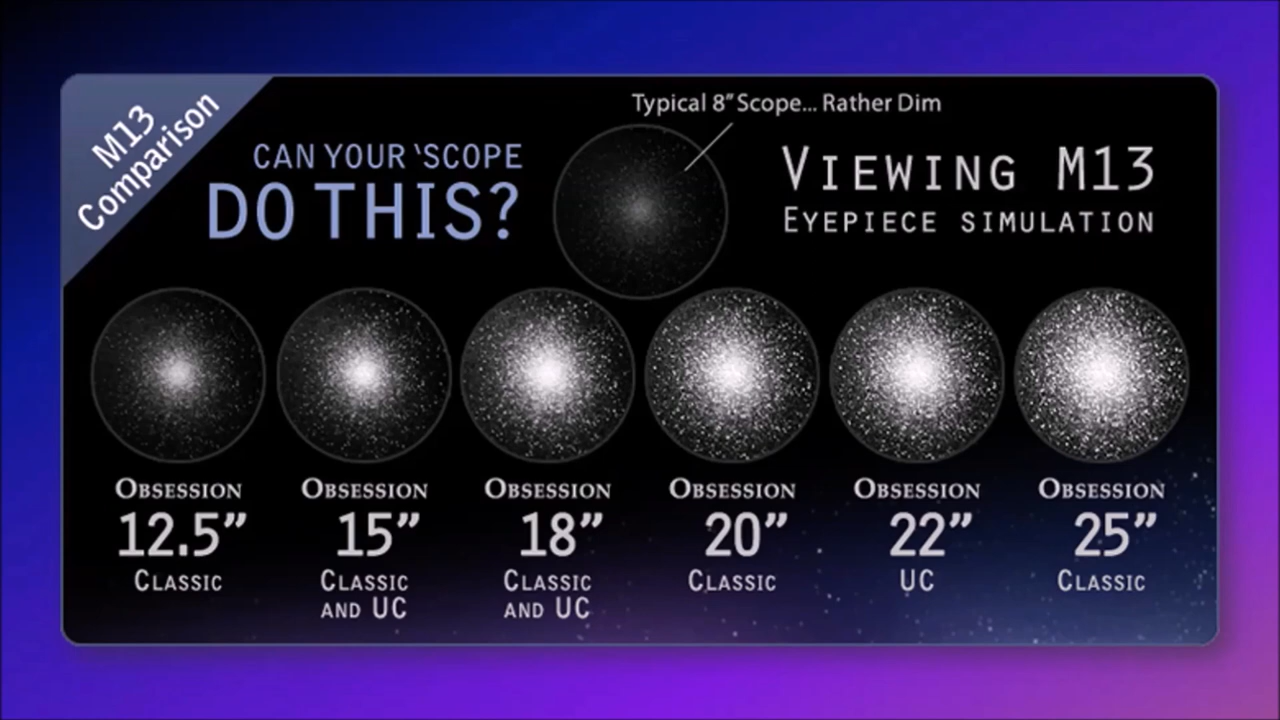 M13
Comparison
CAN YOUR ‘SCOPE
DO THIS?
Typical 8” Scope... Rather Dim
VIEWING M13
EYEPIECE SIMULATION
OBSESSION
12.5”
CLASSIC
OBSESSION
15”
CLASSIC
AND UC
OBSESSION
18”
CLASSIC
AND UC
OBSESSION
20”
CLASSIC
OBSESSION
22”
UC
OBSESSION
25”
CLASSIC